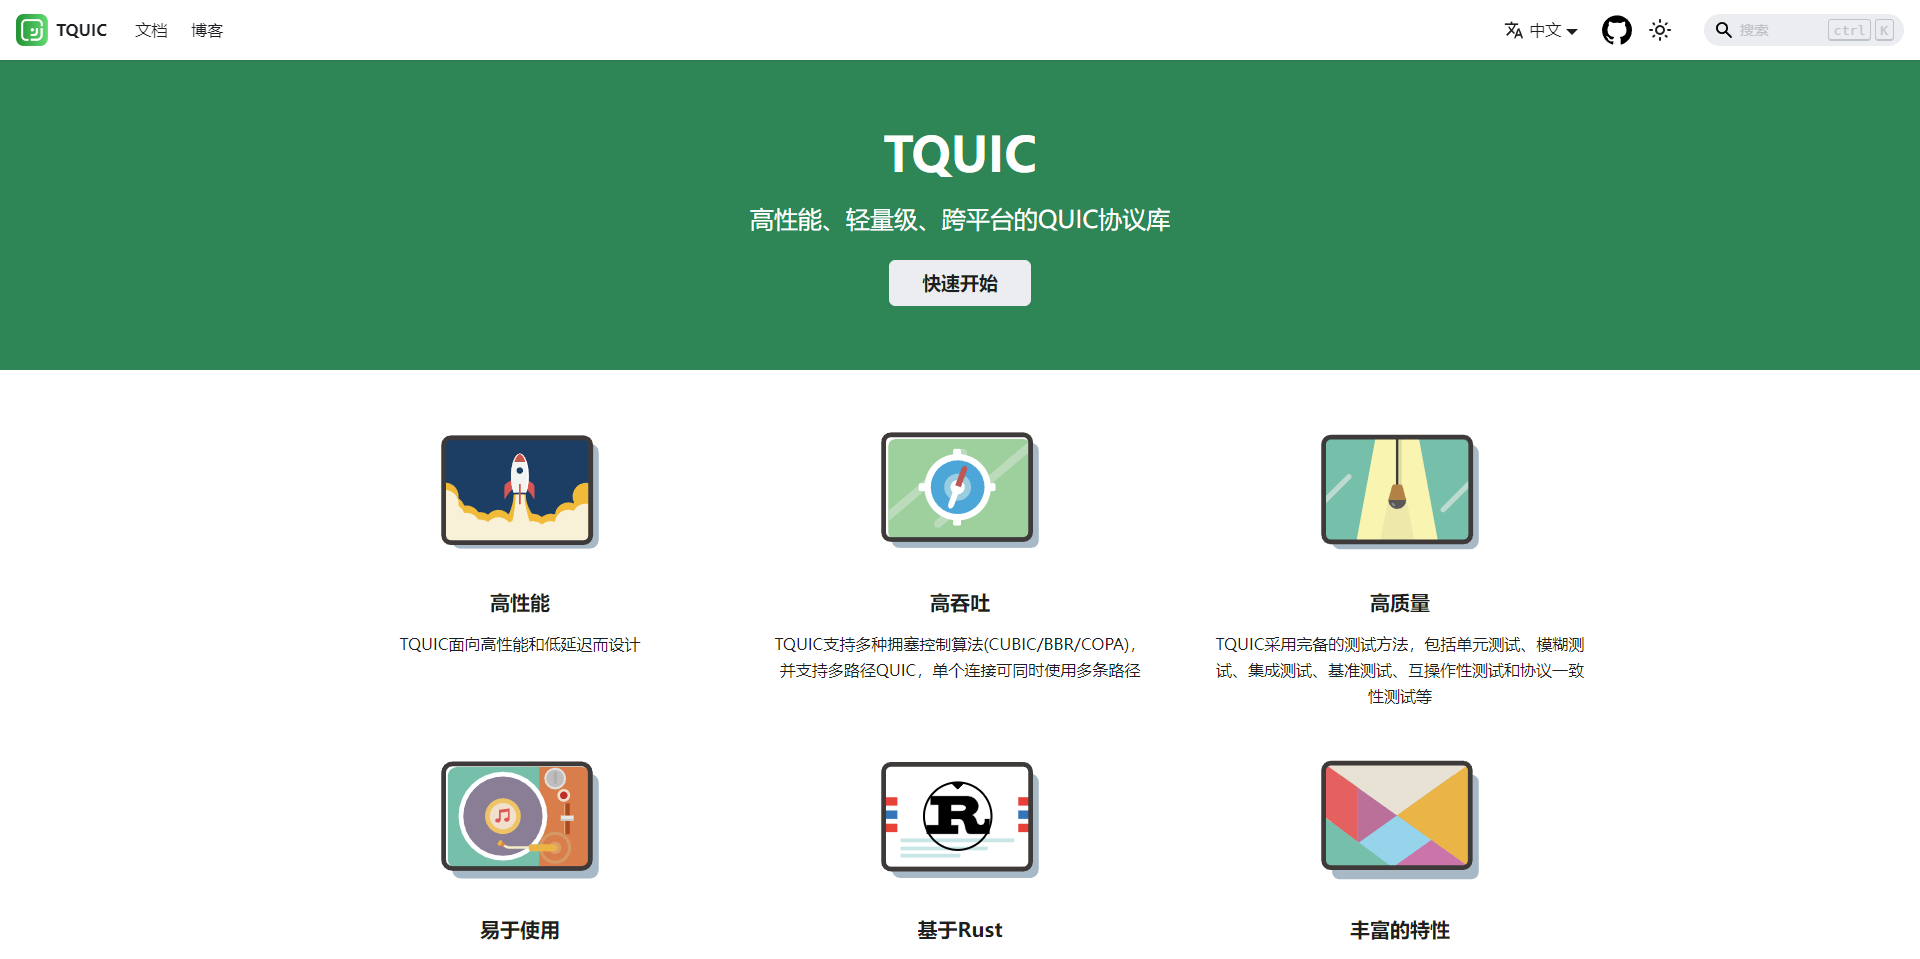 TQUIC
文档
博客
中文
搜索
ctrl K
TQUIC
高性能、轻量级、跨平台的QUIC协议库
快速开始
高性能
TQUIC面向高性能和低延迟而设计
高吞吐
TQUIC支持多种拥塞控制算法(CUBIC/BBR/COPA)，
并支持多路径QUIC，单个连接可同时使用多条路径
高质量
TQUIC采用完备的测试方法，包括单元测试、模糊测
试、集成测试、基准测试、互操作性测试和协议一致
性测试等
易于使用
R
基于Rust
丰富的特性